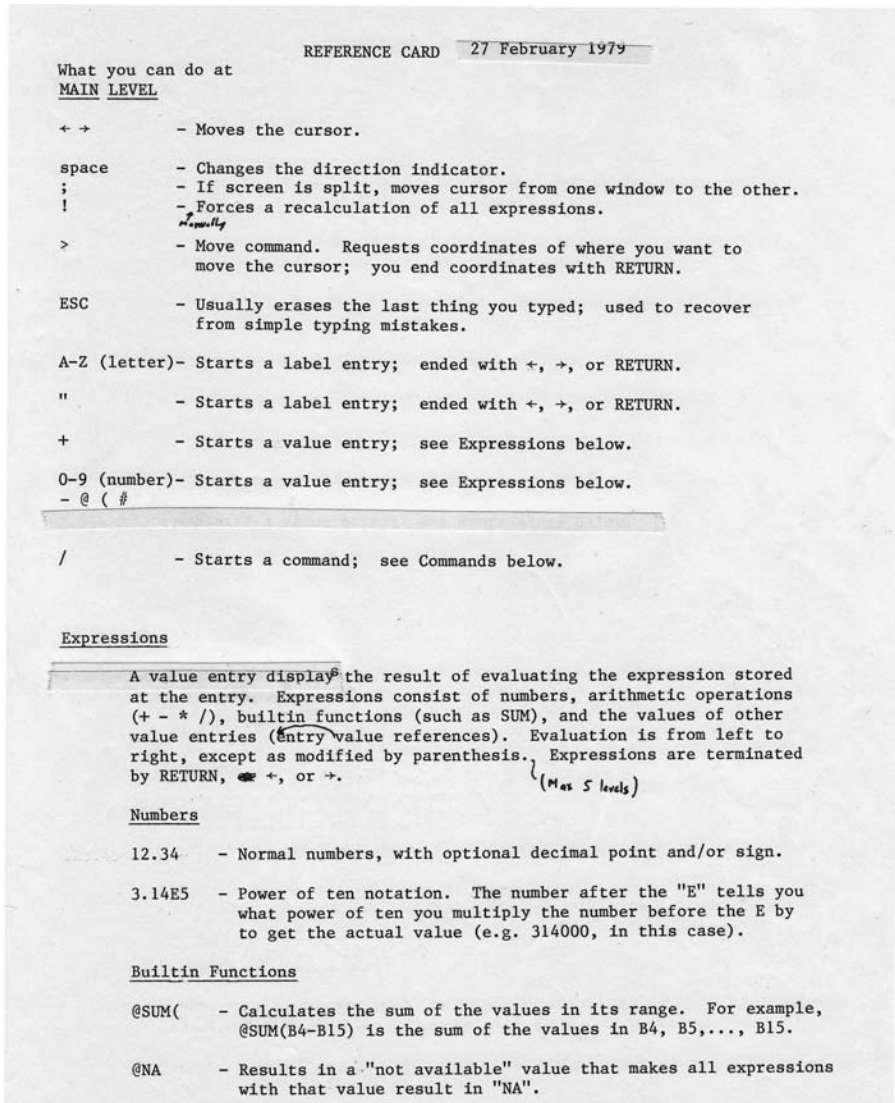 REFERENCE CARD 27 February 1979
What you can do at
MAIN LEVEL
← → - Moves the cursor.
space - Changes the direction indicator.
; - If screen is split, moves cursor from one window to the other.
! - Forces a recalculation of all expressions.
Manually
> - Move command. Requests coordinates of where you want to
move the cursor; you end coordinates with RETURN.
ESC - Usually erases the last thing you typed; used to recover
from simple typing mistakes.
A-Z (letter)- Starts a label entry; ended with ←, →, or RETURN.
" - Starts a label entry; ended with ←, →, or RETURN.
+ - Starts a value entry; see Expressions below.
0-9 (number)- Starts a value entry; see Expressions below.
- @ ( #
/ - Starts a command; see Commands below.
Expressions
A value entry displays the result of evaluating the expression stored
at the entry. Expressions consist of numbers, arithmetic operations
(+ - * /), builtin functions (such as SUM), and the values of other
value entries (entry value references). Evaluation is from left to
right, except as modified by parenthesis. Expressions are terminated
by RETURN, ←, or →.
(Max 5 levels)
Numbers
12.34 - Normal numbers, with optional decimal point and/or sign.
3.14E5 - Power of ten notation. The number after the "E" tells you
what power of ten you multiply the number before the E by
to get the actual value (e.g. 314000, in this case).
Builtin Functions
@SUM( - Calculates the sum of the values in its range. For example,
@SUM(B4-B15) is the sum of the values in B4, B5,..., B15.
@NA - Results in a "not available" value that makes all expressions
with that value result in "NA".